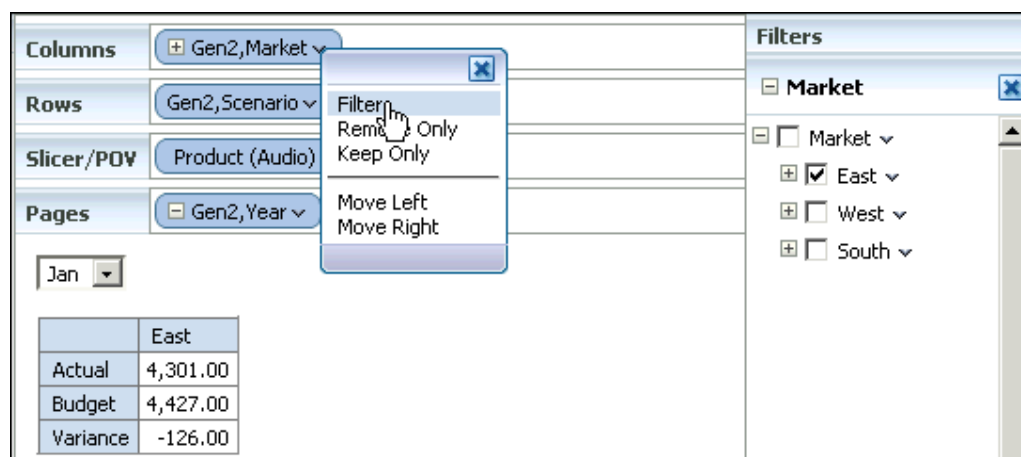 Columns
Gen2,Market
Rows
Gen2,Scenario
Slicer/POV
Product (Audio)
Pages
Gen2,Year
Filter
Only
Keep Only
Move Left
Move Right
Jan
East
Actual 4,301.00
Budget 4,427.00
Variance -126.00
Filters
Market
Market
East
West
South